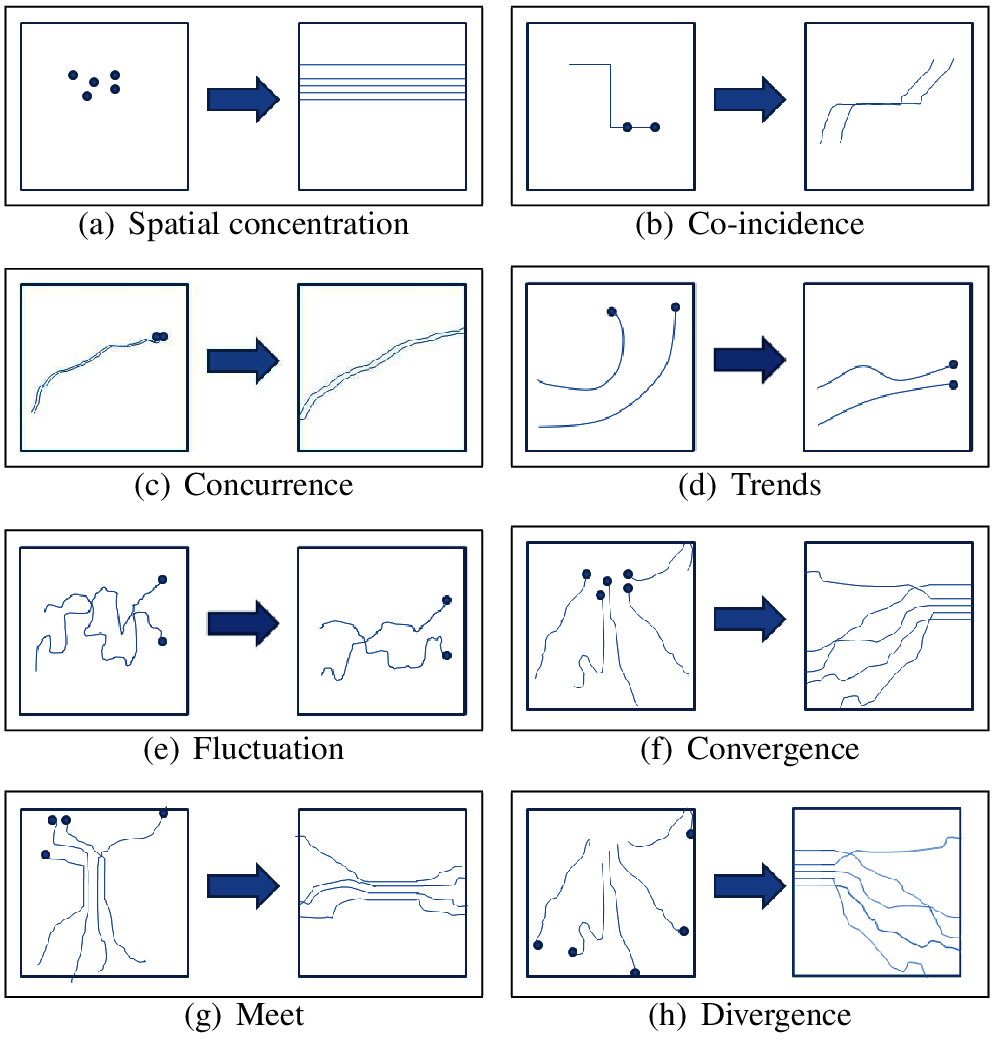 (a) Spatial concentration
(b) Co-incidence
(c) Concurrence
(d) Trends
(e) Fluctuation
(f) Convergence
(g) Meet
(h) Divergence